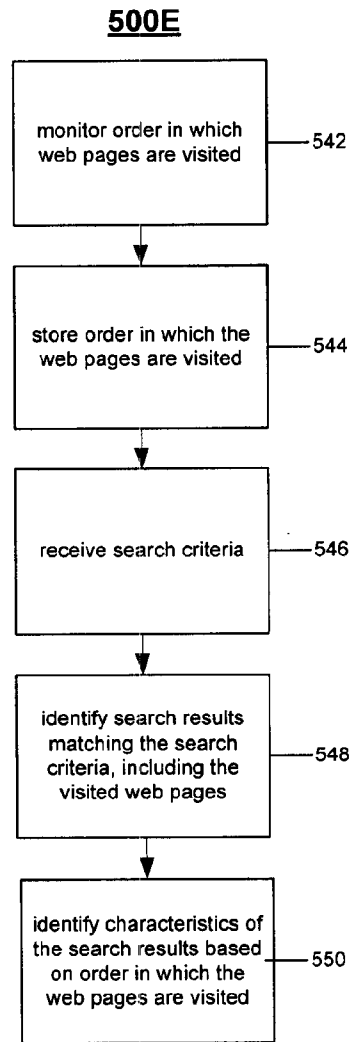 500E
monitor order in which
web pages are visited
542
store order in which the
web pages are visited
544
receive search criteria
546
identify search results
matching the search
criteria, including the
visited web pages
548
identify characteristics of
the search results based
on order in which the
web pages are visited
550